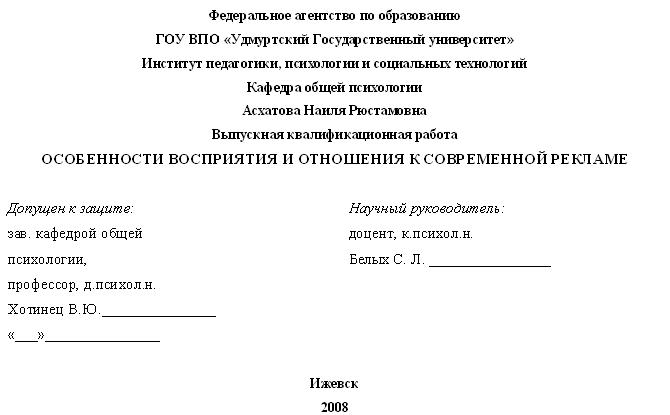 Федеральное агентство по образованию
ГОУ ВПО «Удмуртский Государственный университет»
Институт педагогики, психологии и социальных технологий
Кафедра общей психологии
Асхатова Наиля Рюстамовна
Выпускная квалификационная работа
ОСОБЕННОСТИ ВОСПРИЯТИЯ И ОТНОШЕНИЯ К СОВРЕМЕННОЙ РЕКЛАМЕ
Допущен к защите:
зав. кафедрой общей
психологии,
профессор, д.психол.н.
Хотинец В.Ю._______________
«___»_______________
Научный руководитель:
доцент, к.психол.н.
Белых С. Л. ________________
Ижевск
2008